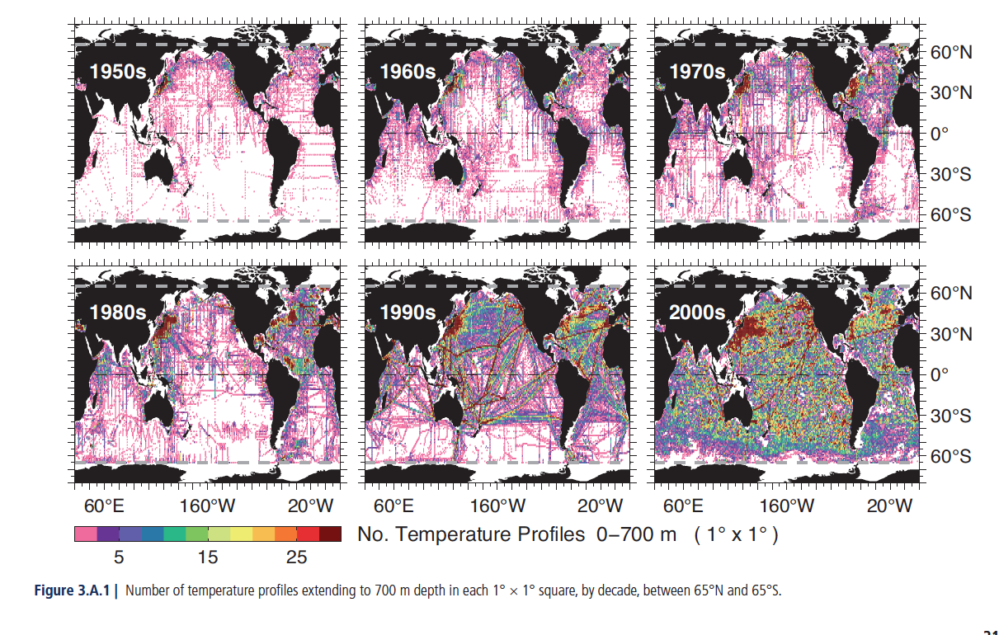 1950s
1960s
1970s
60°N
30°N
0°
30°S
60°S
1980s
1990s
2000s
60°N
30°N
0°
30°S
60°S
60°E 160°W 20°W
60°E 160°W 20°W
60°E 160°W 20°W
No. Temperature Profiles 0–700 m ( 1° x 1° )
5 15 25
Figure 3.A.1 | Number of temperature profiles extending to 700 m depth in each 1° × 1° square, by decade, between 65°N and 65°S.